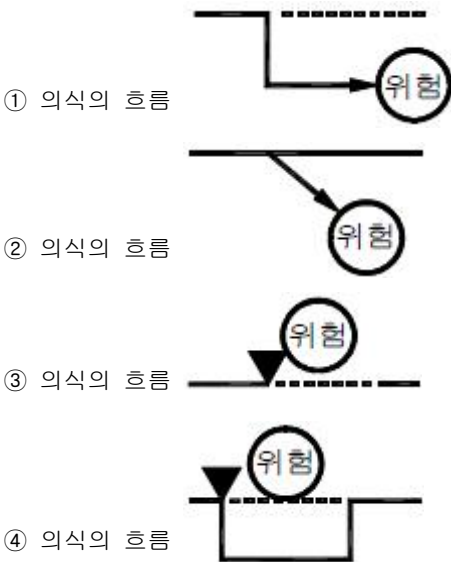 위험
① 의식의 흐름
위험
② 의식의 흐름
위험
③ 의식의 흐름
위험
④ 의식의 흐름